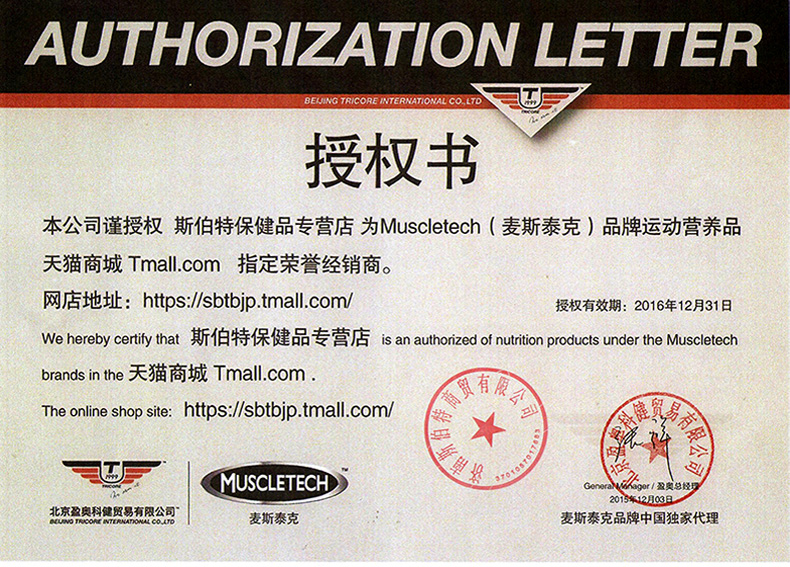 AUTHORIZATION LETTER
BEIJING TRICORE INTERNATIONAL CO.,LTD
T
1999
TRICORE
授权书
本公司谨授权 斯伯特保健品专营店 为Muscletech（麦斯泰克）品牌运动营养品
天猫商城 Tmall.com 指定荣誉经销商。
网店地址：https://sbtbjp.tmall.com/
授权有效期：2016年12月31日
We hereby certify that 斯伯特保健品专营店 is an authorized of nutrition products under the Muscletech
brands in the 天猫商城 Tmall.com .
The online shop site: https://sbtbjp.tmall.com/
济南斯伯特商贸有限公司
3701087017683
北京盈奥科健贸易有限公司
General Manager / 盈奥总经理
2015年12月03日
麦斯泰克品牌中国独家代理
T
1999
TRICORE
北京盈奥科健贸易有限公司
BEIJING TRICORE INTERNATIONAL CO.,LTD
MUSCLETECH™
麦斯泰克